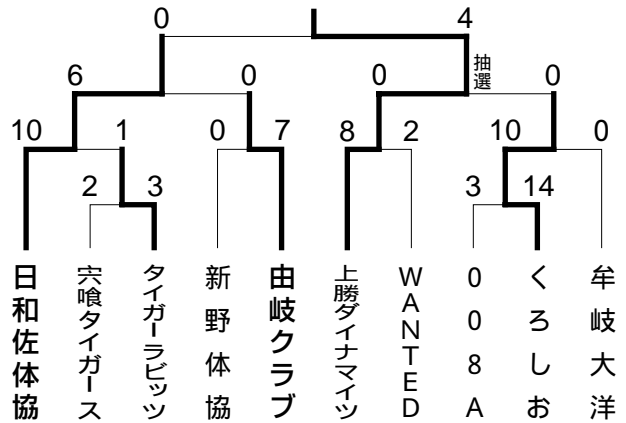 0 4
抽選
6 0 0 0
10 1 0 7 8 2 10 0
2 3 3 14
日和佐体協
宍喰タイガース
タイガーラビッツ
新野体協
由岐クラブ
上勝ダイナマイツ
WANTED
008A
くろしお
牟岐大洋